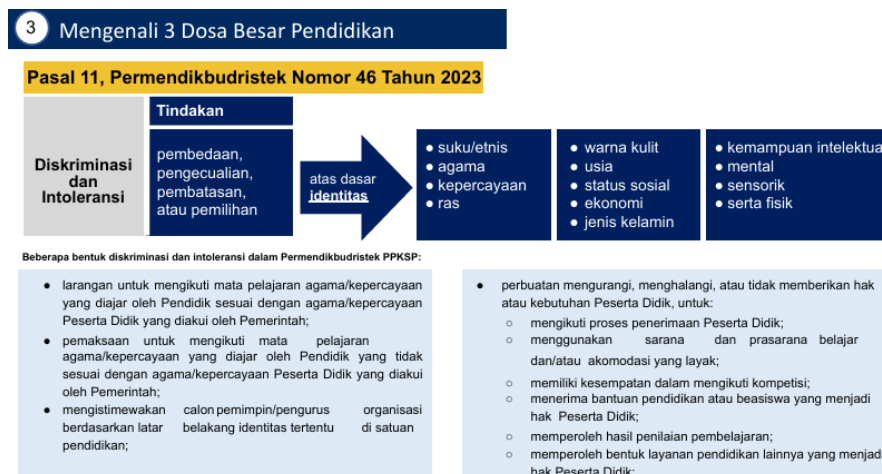 3 Mengenali 3 Dosa Besar Pendidikan
Pasal 11, Permendikbudristek Nomor 46 Tahun 2023
Diskriminasi
dan
Intoleransi
Tindakan
pembedaan,
pengecualian,
pembatasan,
atau pemilihan
atas dasar
identitas
● suku/etnis
● agama
● kepercayaan
● ras
● warna kulit
● usia
● status sosial
● ekonomi
● jenis kelamin
● kemampuan intelektua
● mental
● sensorik
● serta fisik
Beberapa bentuk diskriminasi dan intoleransi dalam Permendikbudristek PPKSP:
● larangan untuk mengikuti mata pelajaran agama/kepercayaan
yang diajar oleh Pendidik sesuai dengan agama/kepercayaan
Peserta Didik yang diakui oleh Pemerintah;
● pemaksaan untuk mengikuti mata pelajaran
agama/kepercayaan yang diajar oleh Pendidik yang tidak
sesuai dengan agama/kepercayaan Peserta Didik yang diakui
oleh Pemerintah;
● mengistimewakan calon pemimpin/pengurus organisasi
berdasarkan latar belakang identitas tertentu di satuan
pendidikan;
● perbuatan mengurangi, menghalangi, atau tidak memberikan hak
atau kebutuhan Peserta Didik, untuk:
○ mengikuti proses penerimaan Peserta Didik;
○ menggunakan sarana dan prasarana belajar
dan/atau akomodasi yang layak;
○ memiliki kesempatan dalam mengikuti kompetisi;
○ menerima bantuan pendidikan atau beasiswa yang menjadi
hak Peserta Didik;
○ memperoleh hasil penilaian pembelajaran;
○ memperoleh bentuk layanan pendidikan lainnya yang menjad
hak Peserta Didik;